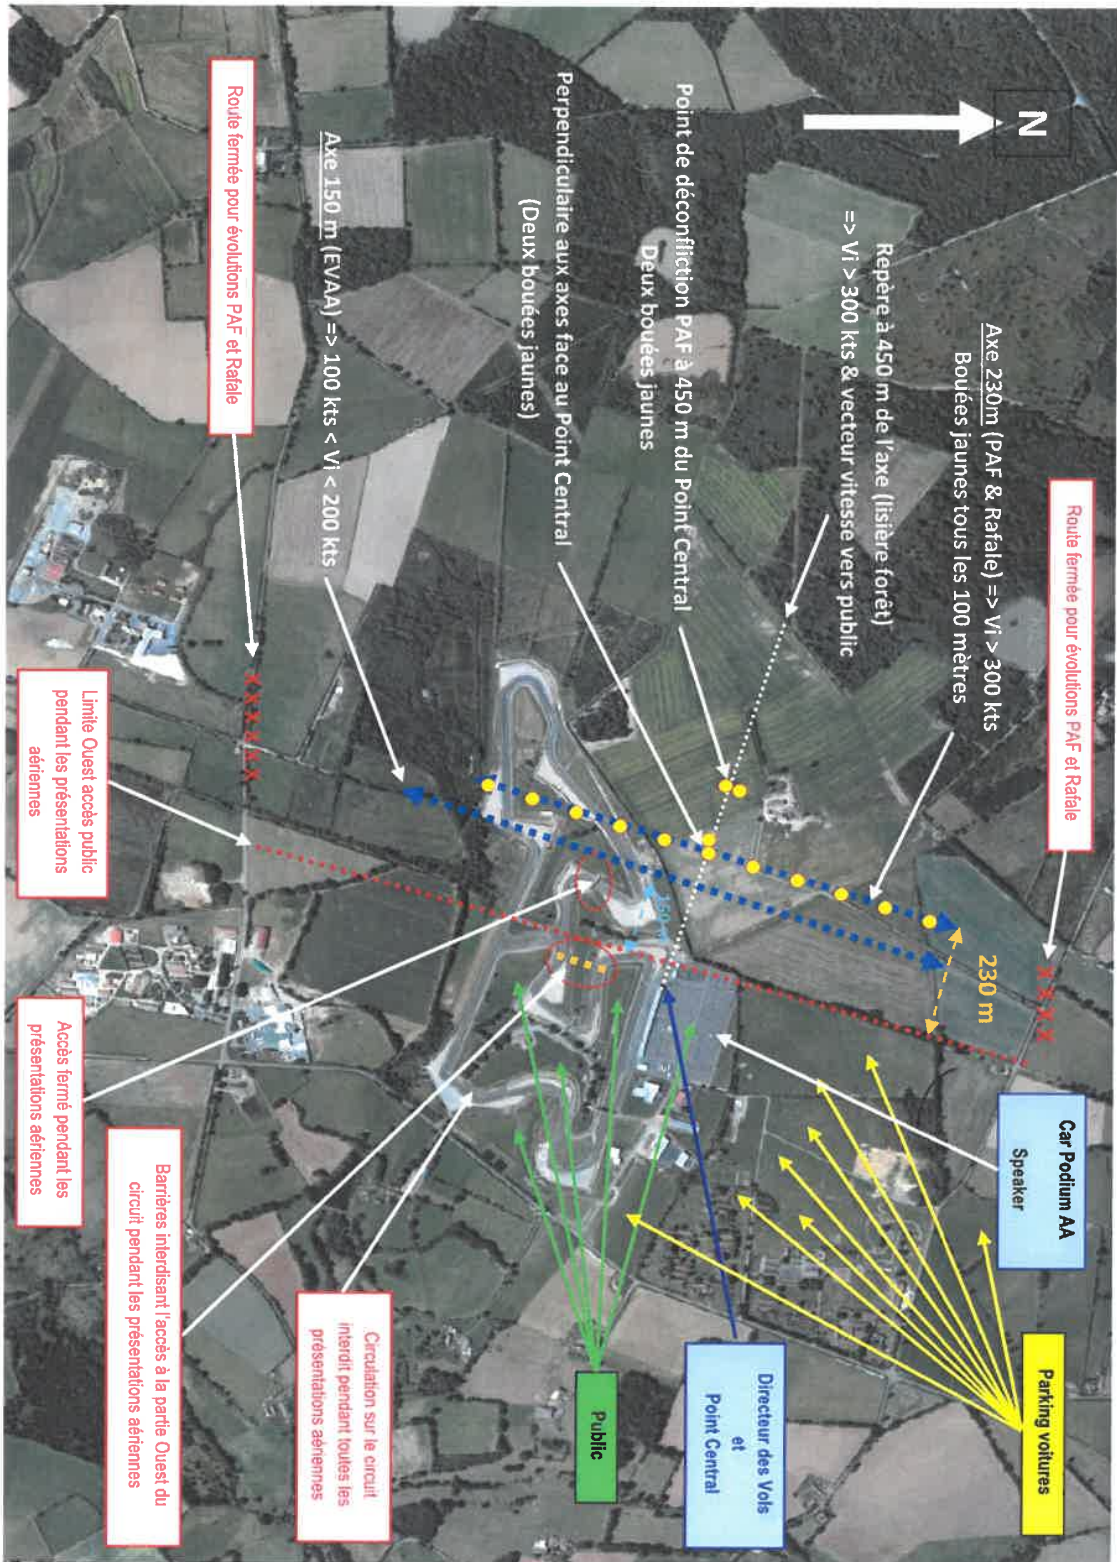 N
Route fermée pour évolutions PAF et Rafale
Axe 230m (PAF & Rafale) => Vi > 300 kts
Bouées jaunes tous les 100 mètres
Repère à 450 m de l'axe (lisière forêt)
=> Vi > 300 kts & vecteur vitesse vers public
Point de déconfliction PAF à 450 m du Point Central
Deux bouées jaunes
Perpendiculaire aux axes face au Point Central
(Deux bouées jaunes)
Axe 150 m (EVAA) => 100 kts < Vi < 200 kts
Route fermée pour évolutions PAF et Rafale
XXXX
230 m
150 m
XXXXXX
Car Podium AA
Speaker
Parking voitures
Directeur des Vols
et
Point Central
Public
Circulation sur le circuit
interdit pendant toutes les
présentations aériennes
Barrières interdisant l'accès à la partie Ouest du
circuit pendant les présentations aériennes
Accès fermé pendant les
présentations aériennes
Limite Ouest accès public
pendant les présentations
aériennes